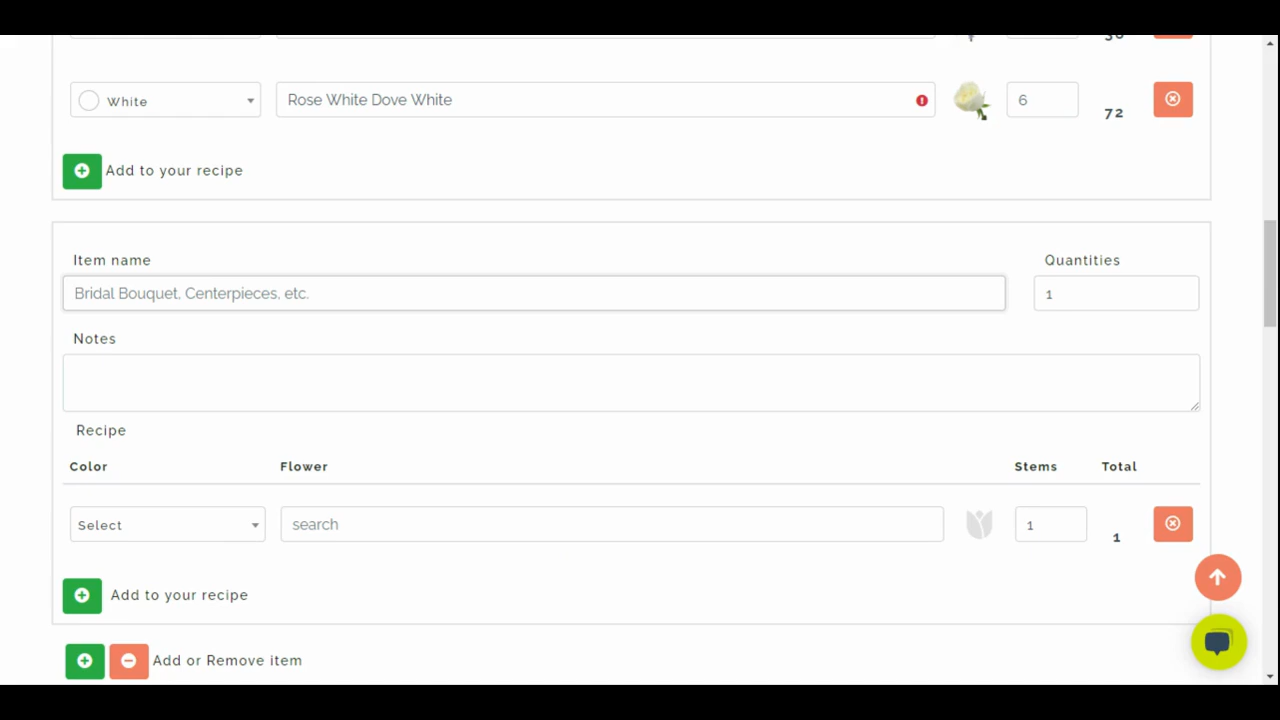 White
Rose White Dove White
6
72
Add to your recipe
Item name
Quantities
Bridal Bouquet, Centerpieces, etc.
1
Notes
Recipe
Color
Flower
Stems
Total
Select
search
1
1
Add to your recipe
Add or Remove item